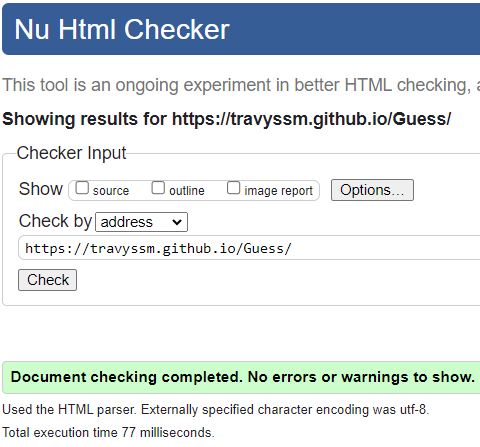 Nu Html Checker
This tool is an ongoing experiment in better HTML checking,
Showing results for https://travyssm.github.io/Guess/
Checker Input
Show source outline image report Options...
Check by address
https://travyssm.github.io/Guess/
Check
Document checking completed. No errors or warnings to show.
Used the HTML parser. Externally specified character encoding was utf-8.
Total execution time 77 milliseconds.